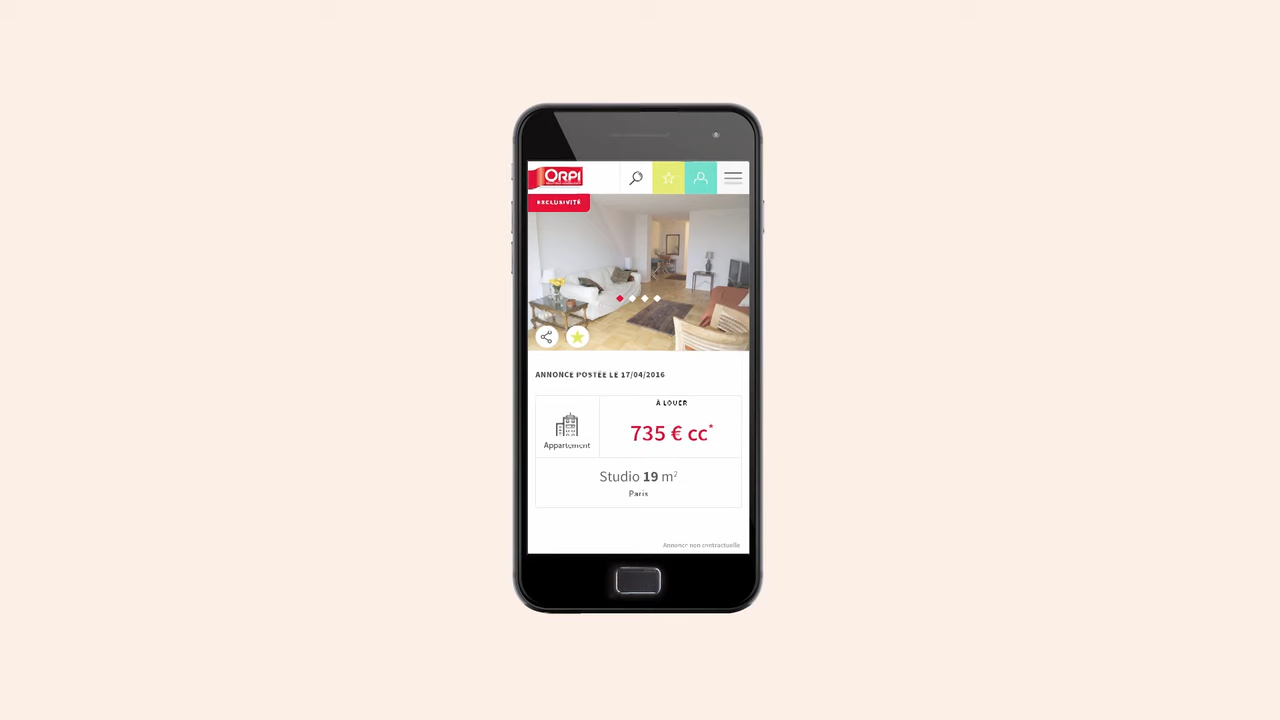 ORPI
EXCLUSIVITÉ
ANNONCE POSTÉE LE 17/04/2016
À LOUER
735 € cc*
Appartement
Studio 19 m²
Paris
Annonce non contractuelle